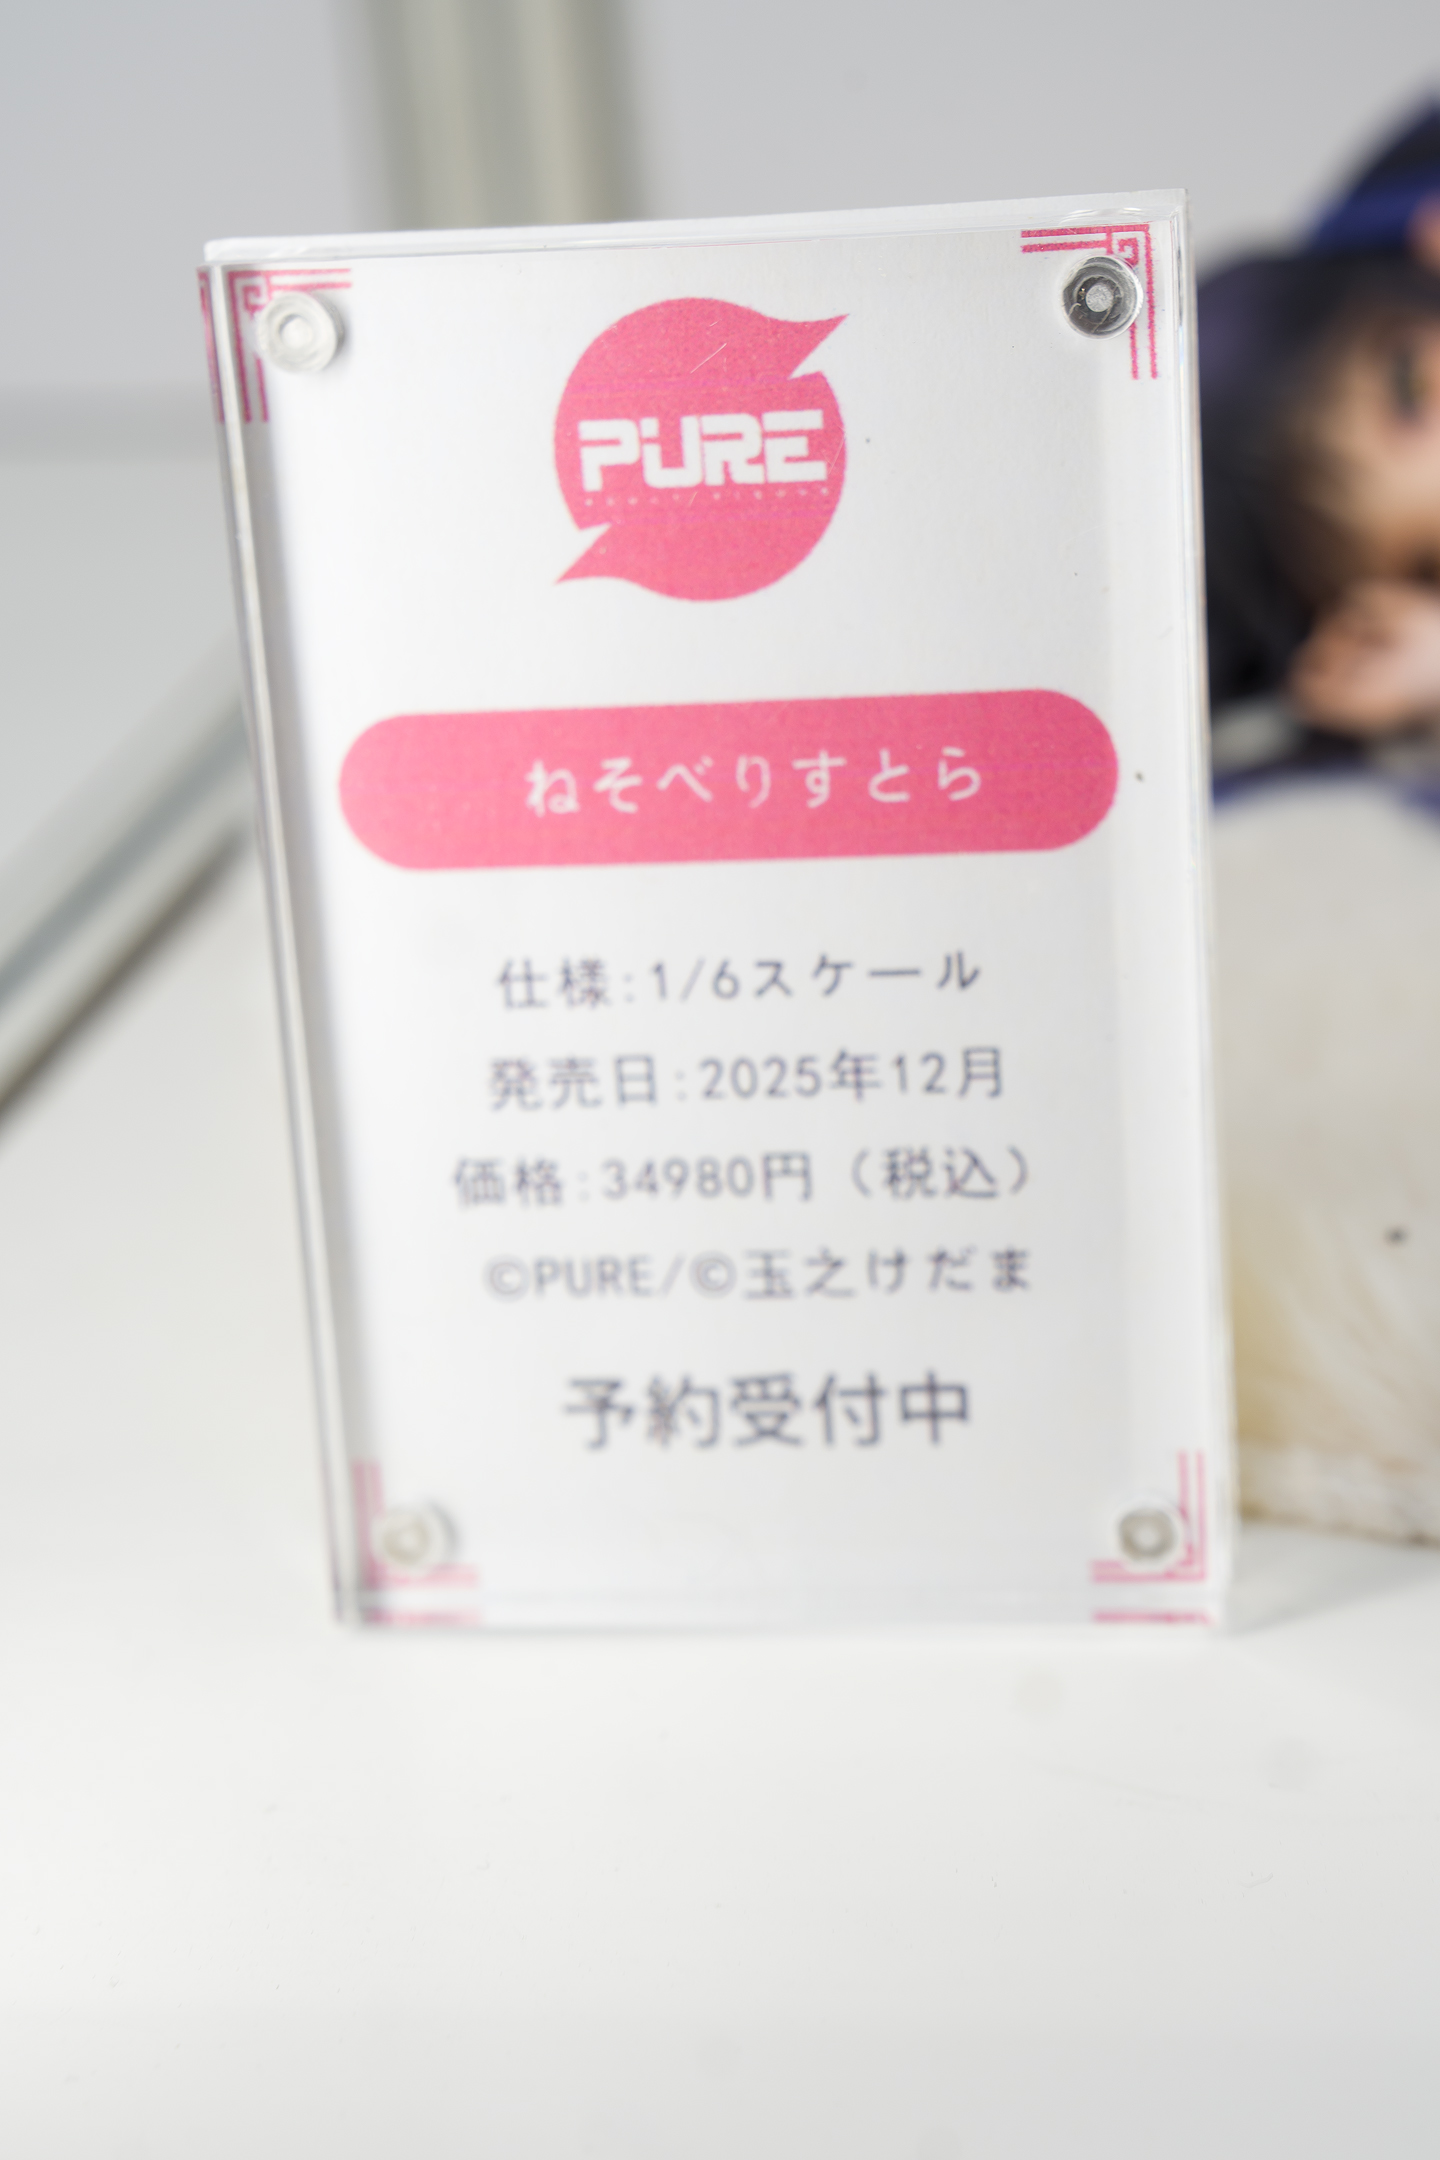 PURE
ねそべりすとら
仕様:1/6スケール
発売日:2025年12月
価格:34980円（税込）
©PURE/©玉之けだま
予約受付中